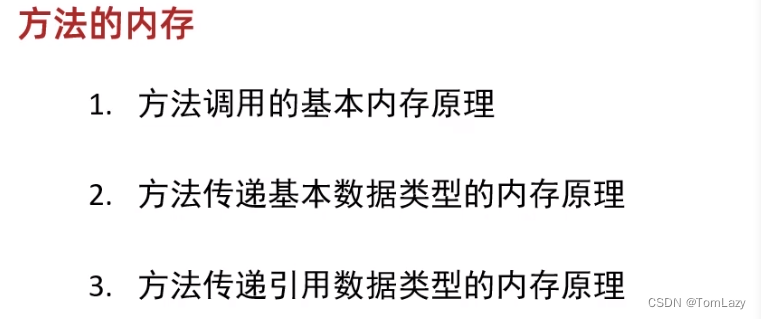 方法的内存
1. 方法调用的基本内存原理
2. 方法传递基本数据类型的内存原理
3. 方法传递引用数据类型的内存原理
CSDN @TomLazy